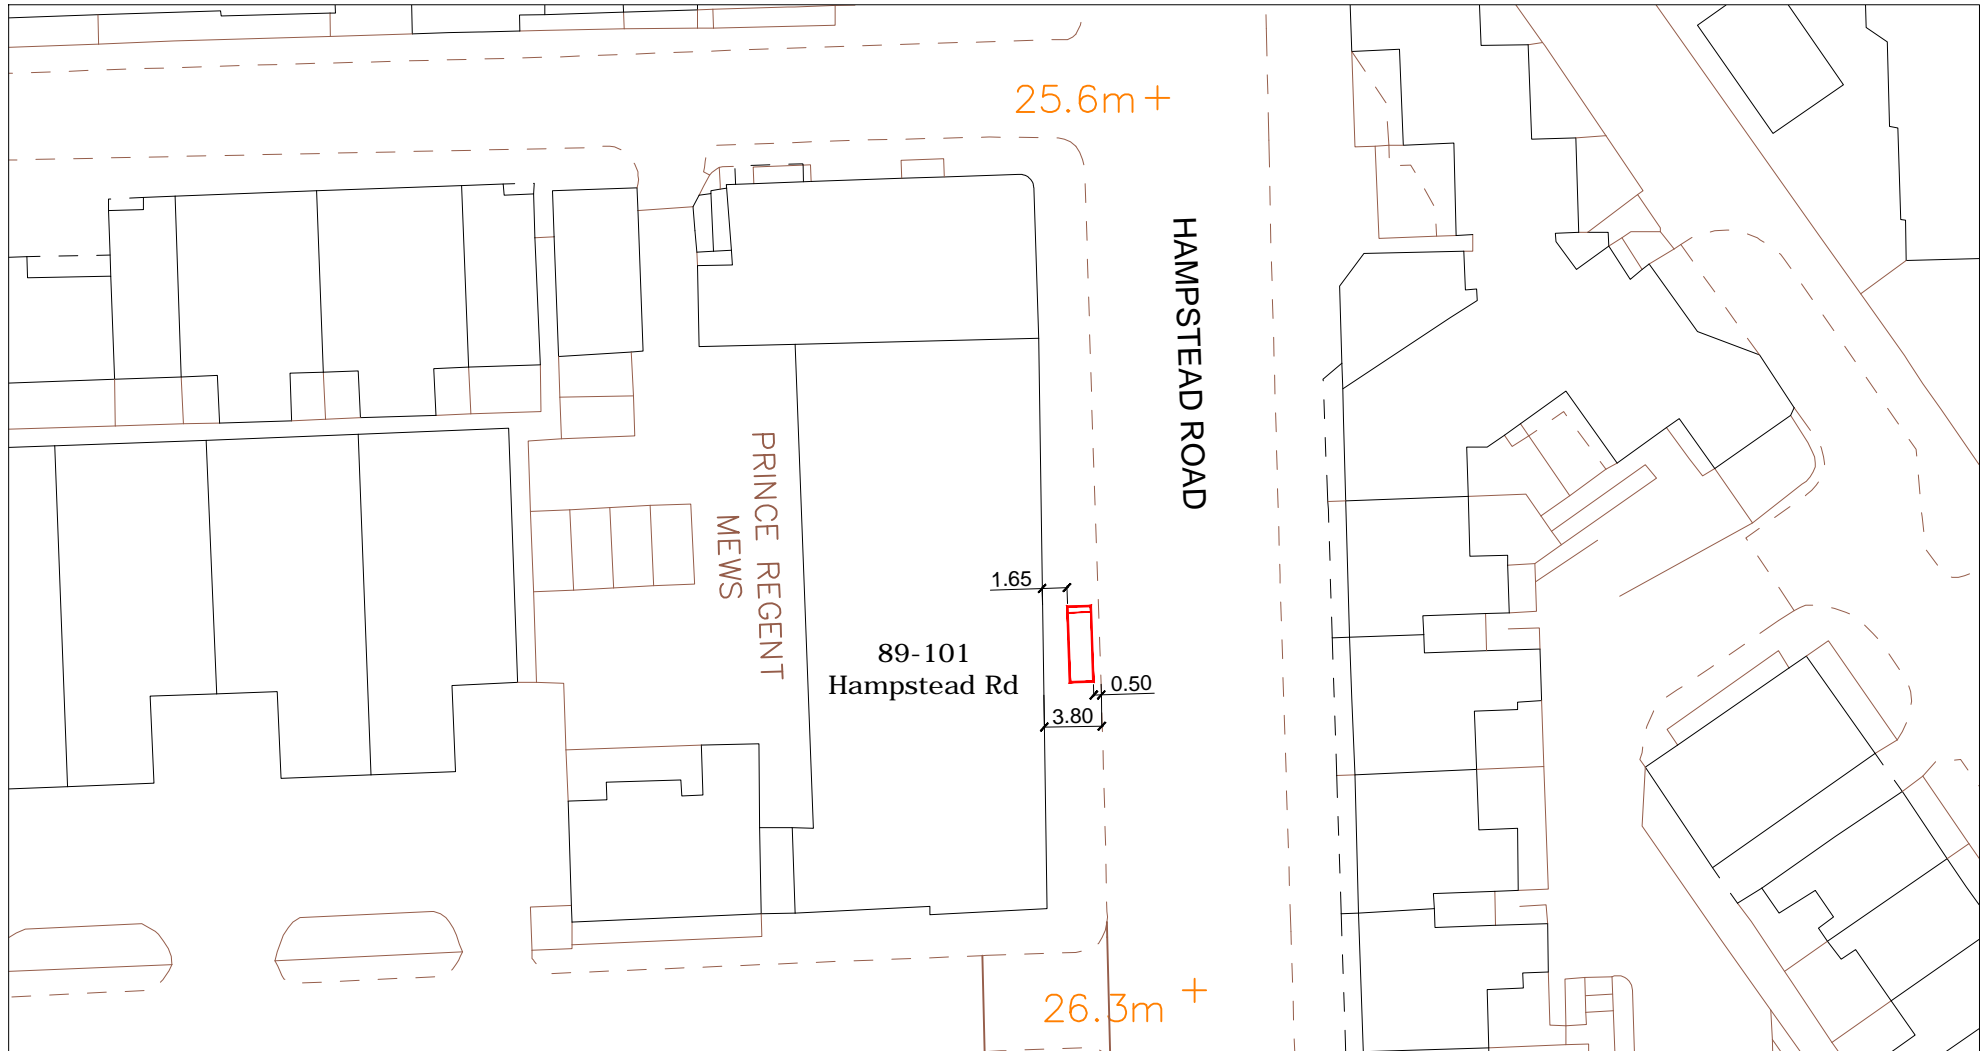 25.6m
HAMPSTEAD ROAD
PRINCE REGENT
MEWS
1.65
89-101
Hampstead Rd
0.50
3.80
26.3m